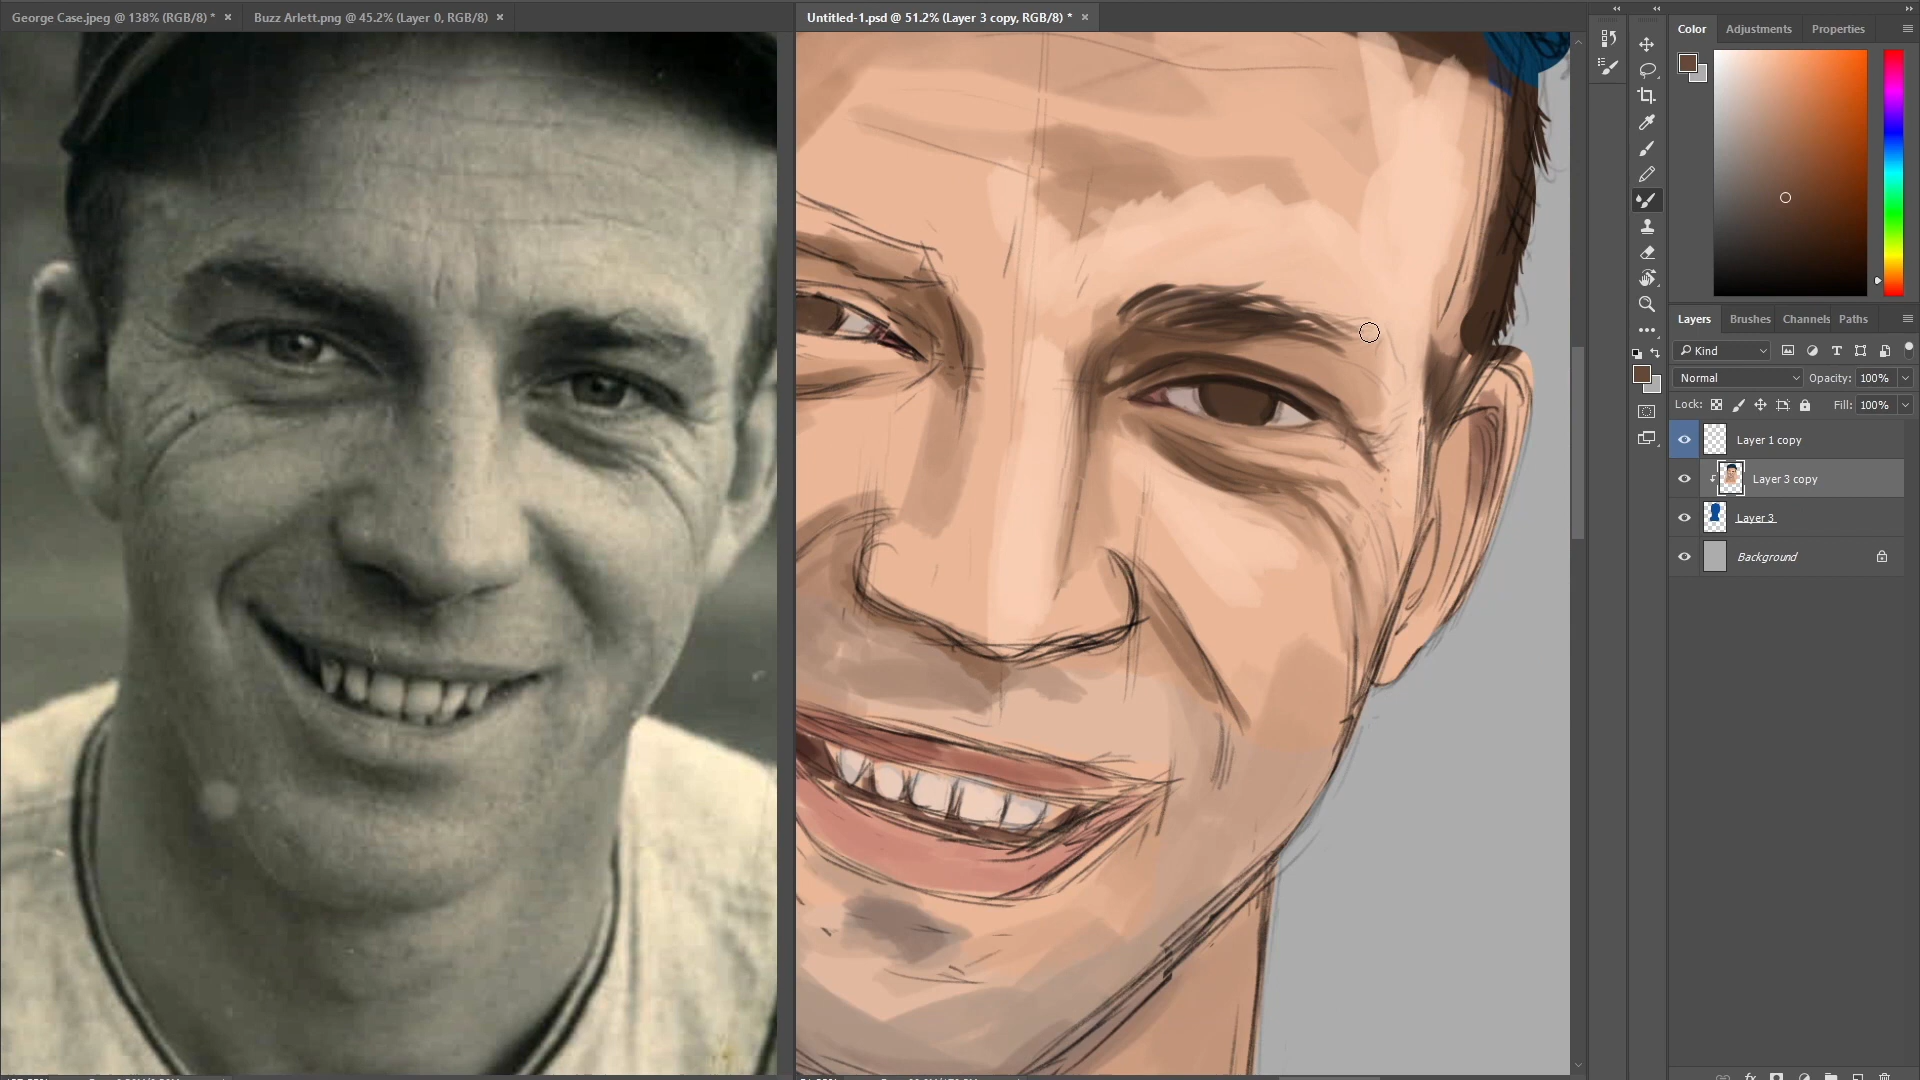 George Case.jpeg @ 138% (RGB/8) * ×
Buzz Arlett.png @ 45.2% (Layer 0, RGB/8) ×
Untitled-1.psd @ 51.2% (Layer 3 copy, RGB/8) * ×
Color Adjustments Properties
Layers Brushes Channels Paths
Kind
Normal Opacity: 100%
Lock: Fill: 100%
Layer 1 copy
Layer 3 copy
Layer 3
Background
fx